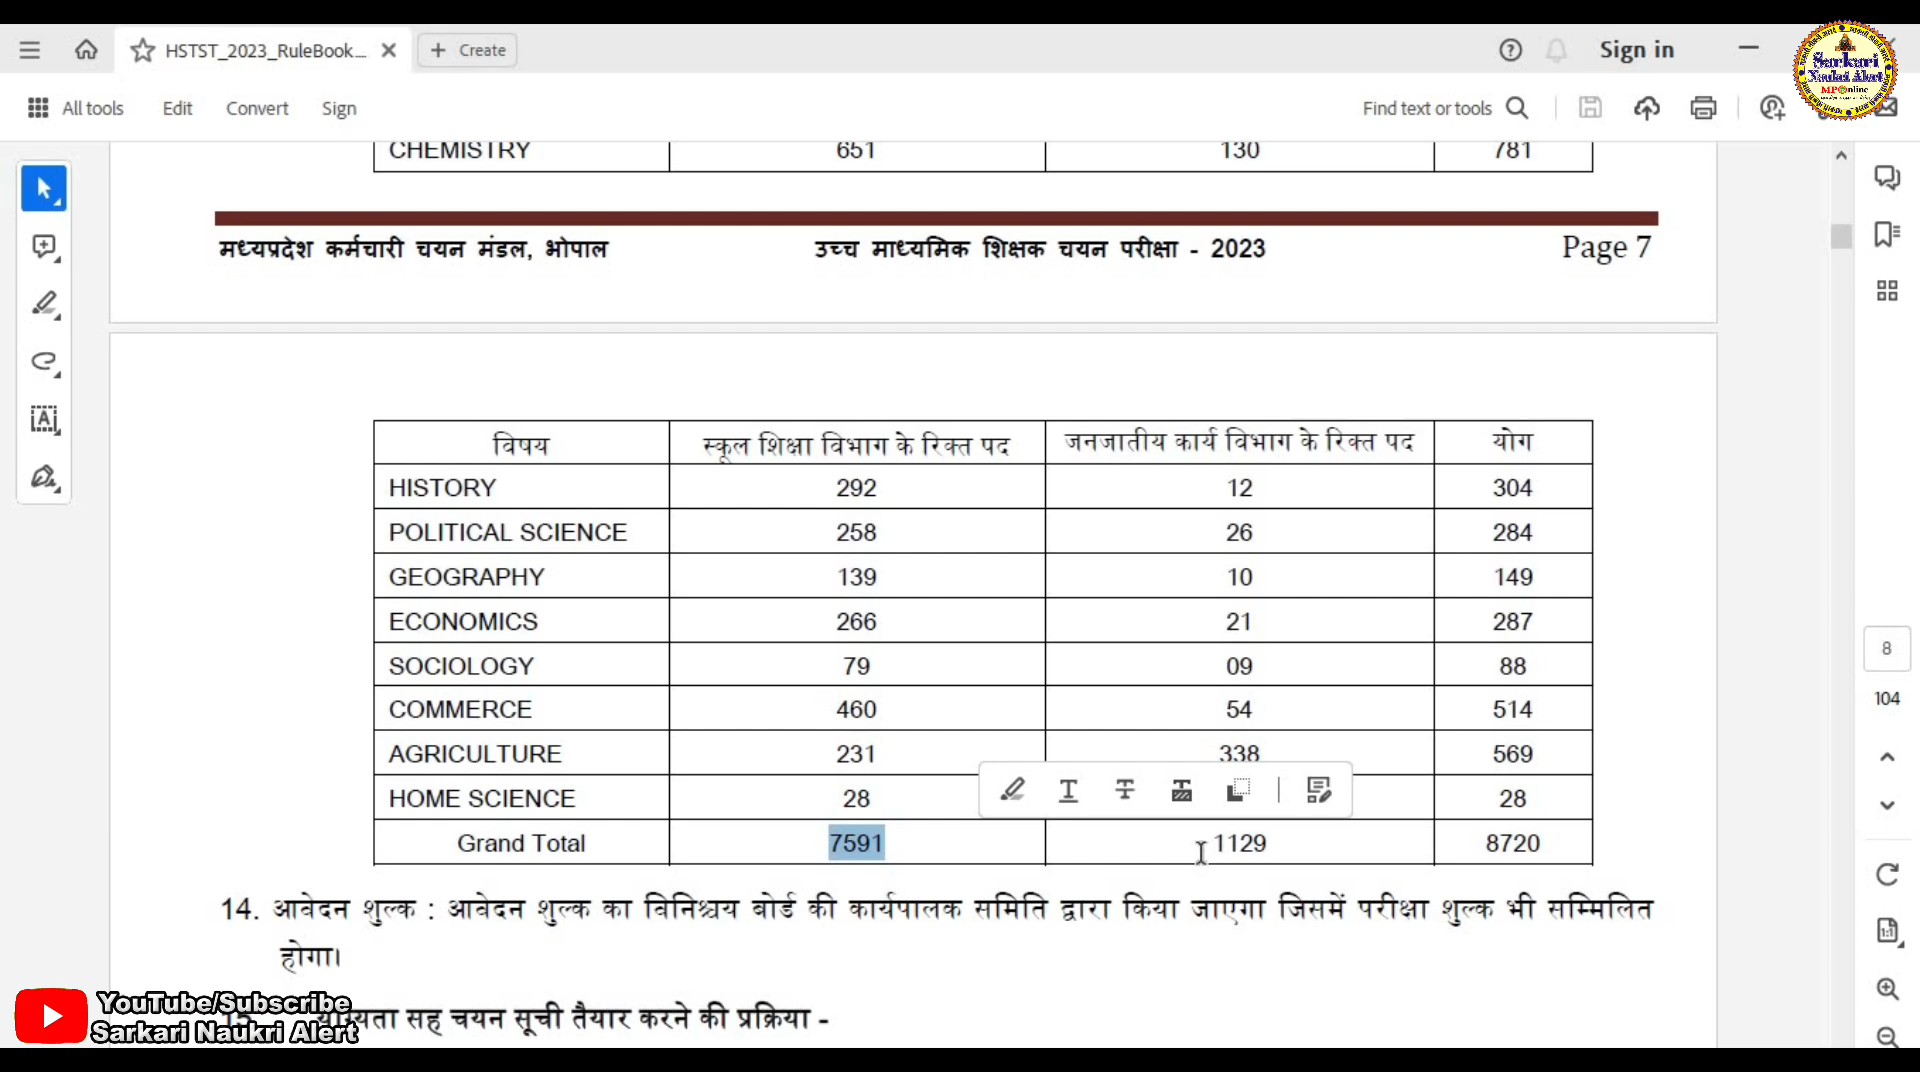 HSTST_2023_RuleBook_...
Create
Sign in
Sarkari
Naukri Alert
MPOnline
All tools
Edit
Convert
Sign
Find text or tools
CHEMISTRY 651 130 781
मध्यप्रदेश कर्मचारी चयन मंडल, भोपाल उच्च माध्यमिक शिक्षक चयन परीक्षा - 2023 Page 7
विषय स्कूल शिक्षा विभाग के रिक्त पद जनजातीय कार्य विभाग के रिक्त पद योग
HISTORY 292 12 304
POLITICAL SCIENCE 258 26 284
GEOGRAPHY 139 10 149
ECONOMICS 266 21 287
SOCIOLOGY 79 09 88
COMMERCE 460 54 514
AGRICULTURE 231 338 569
HOME SCIENCE 28 28
Grand Total 7591 1129 8720
14. आवेदन शुल्क : आवेदन शुल्क का विनिश्चय बोर्ड की कार्यपालक समिति द्वारा किया जाएगा जिसमें परीक्षा शुल्क भी सम्मिलित
होगा।
सह चयन सूची तैयार करने की प्रक्रिया -
YouTube/Subscribe
Sarkari Naukri Alert
8
104